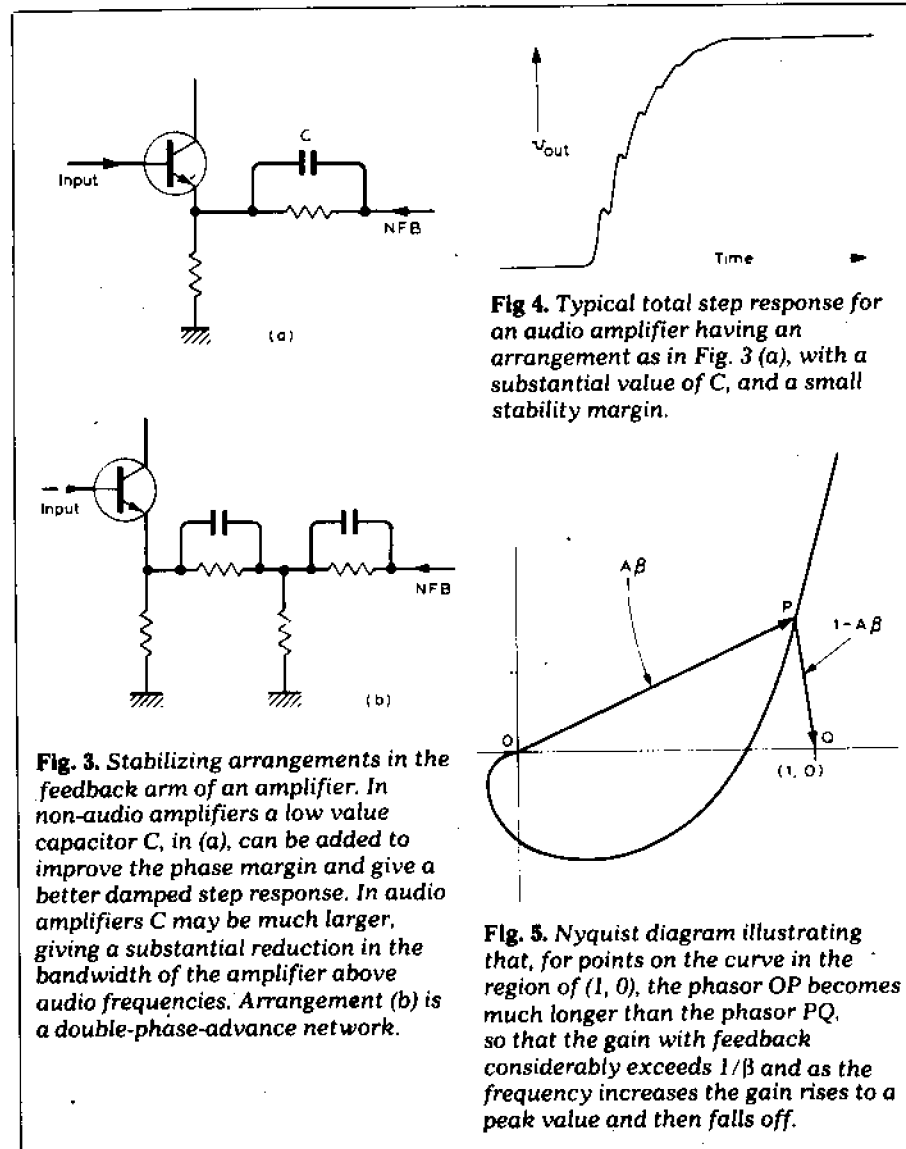 C
Input
NFB
(a)
Input
NFB
(b)
Fig. 3. Stabilizing arrangements in the
feedback arm of an amplifier. In
non-audio amplifiers a low value
capacitor C, in (a), can be added to
improve the phase margin and give a
better damped step response. In audio
amplifiers C may be much larger,
giving a substantial reduction in the
bandwidth of the amplifier above
audio frequencies. Arrangement (b) is
a double-phase-advance network.
vout
Time
Fig 4. Typical total step response for
an audio amplifier having an
arrangement as in Fig. 3 (a), with a
substantial value of C, and a small
stability margin.
Aβ
P
1-Aβ
O
Q
(1, 0)
Fig. 5. Nyquist diagram illustrating
that, for points on the curve in the
region of (1, 0), the phasor OP becomes
much longer than the phasor PQ,
so that the gain with feedback
considerably exceeds 1/β and as the
frequency increases the gain rises to a
peak value and then falls off.